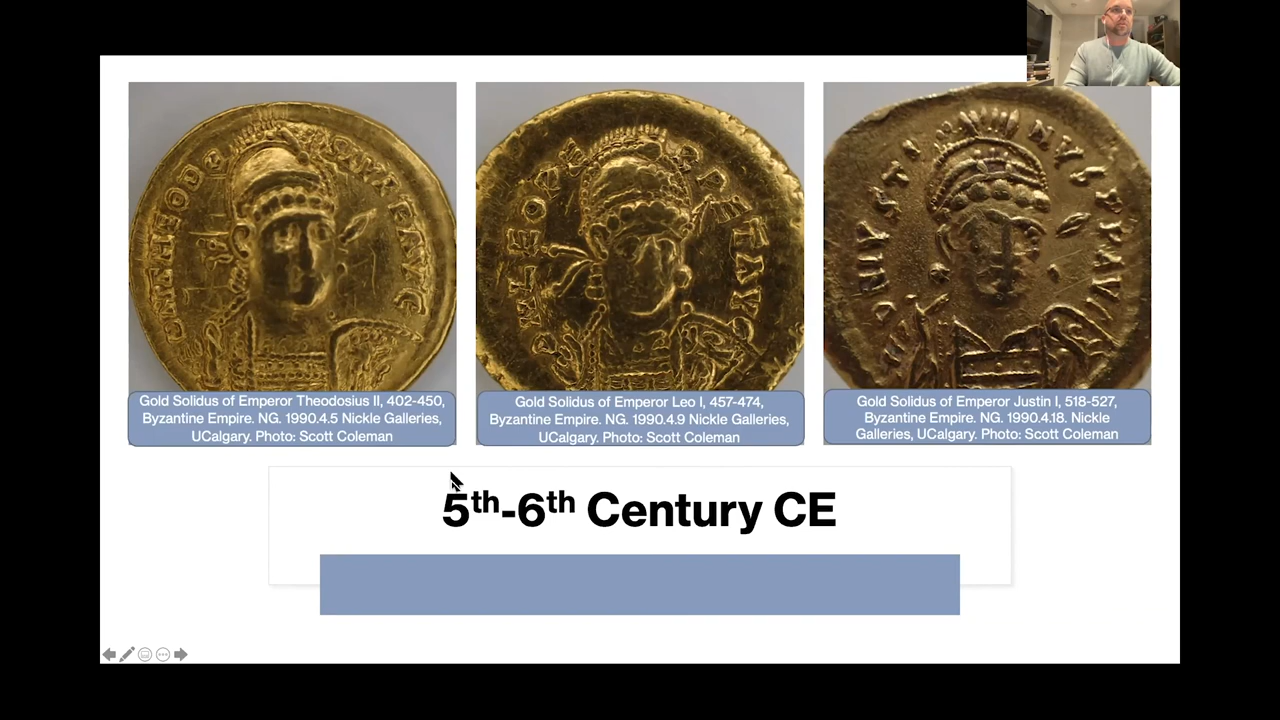 Gold Solidus of Emperor Theodosius II, 402-450,
Byzantine Empire. NG. 1990.4.5 Nickle Galleries,
UCalgary. Photo: Scott Coleman
Gold Solidus of Emperor Leo I, 457-474,
Byzantine Empire. NG. 1990.4.9 Nickle Galleries,
UCalgary. Photo: Scott Coleman
Gold Solidus of Emperor Justin I, 518-527,
Byzantine Empire. NG. 1990.4.18. Nickle
Galleries, UCalgary. Photo: Scott Coleman
5th-6th Century CE